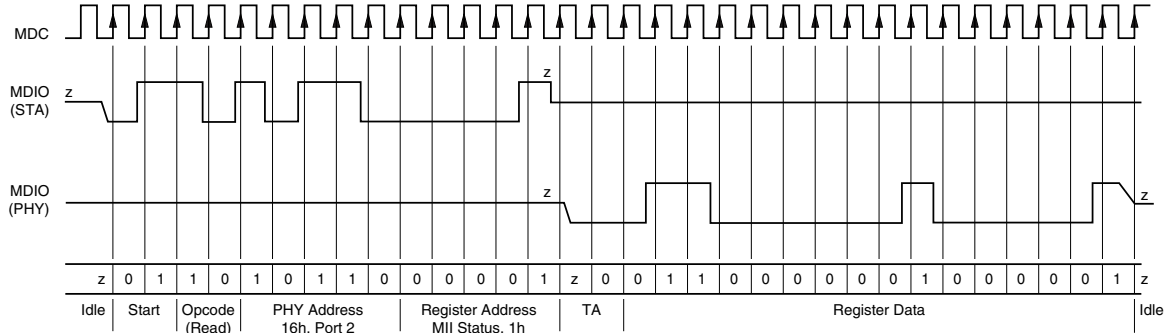 MDC
z
z
MDIO
(STA)
MDIO
(PHY)
z
z
z 0 1 1 0 1 0 1 1 0 0 0 0 0 1 z 0 0 1 1 0 0 0 0 0 0 1 0 0 0 0 0 1 z
Idle Start Opcode PHY Address Register Address TA Register Data Idle
(Read) 16h, Port 2 MII Status, 1h